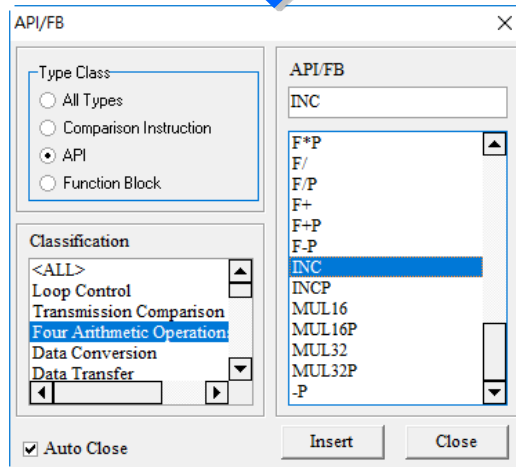 API/FB
Type Class
All Types
Comparison Instruction
API
Function Block
Classification
<ALL>
Loop Control
Transmission Comparison
Four Arithmetic Operation
Data Conversion
Data Transfer
Auto Close
API/FB
INC
F*P
F/
F/P
F+
F+P
F-P
INC
INCP
MUL16
MUL16P
MUL32
MUL32P
-P
Insert
Close